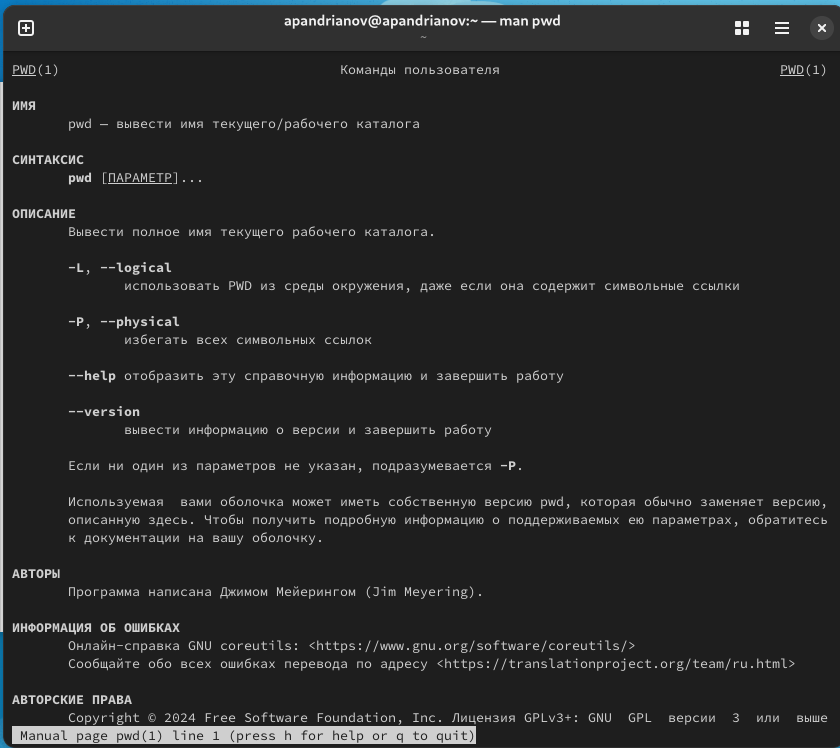 apandrianov@apandrianov:~ — man pwd
~
PWD(1) Команды пользователя PWD(1)
ИМЯ
pwd — вывести имя текущего/рабочего каталога
СИНТАКСИС
pwd [ПАРАМЕТР]...
ОПИСАНИЕ
Вывести полное имя текущего рабочего каталога.
-L, --logical
использовать PWD из среды окружения, даже если она содержит символьные ссылки
-P, --physical
избегать всех символьных ссылок
--help отобразить эту справочную информацию и завершить работу
--version
вывести информацию о версии и завершить работу
Если ни один из параметров не указан, подразумевается -P.
Используемая вами оболочка может иметь собственную версию pwd, которая обычно заменяет версию,
описанную здесь. Чтобы получить подробную информацию о поддерживаемых ею параметрах, обратитесь
к документации на вашу оболочку.
АВТОРЫ
Программа написана Джимом Мейерингом (Jim Meyering).
ИНФОРМАЦИЯ ОБ ОШИБКАХ
Онлайн-справка GNU coreutils: <https://www.gnu.org/software/coreutils/>
Сообщайте обо всех ошибках перевода по адресу <https://translationproject.org/team/ru.html>
АВТОРСКИЕ ПРАВА
Copyright © 2024 Free Software Foundation, Inc. Лицензия GPLv3+: GNU GPL версии 3 или выше
Manual page pwd(1) line 1 (press h for help or q to quit)